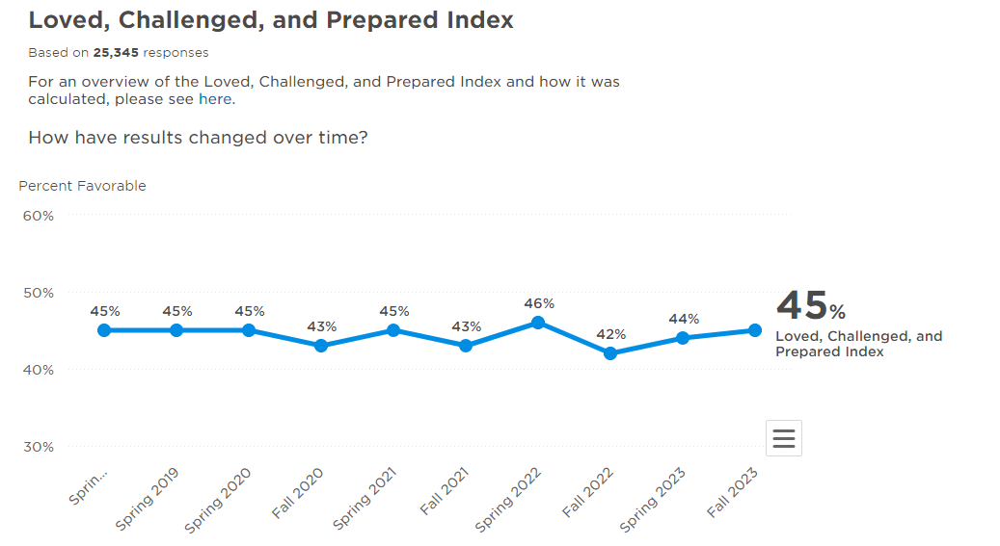 Loved, Challenged, and Prepared Index
Based on 25,345 responses
For an overview of the Loved, Challenged, and Prepared Index and how it was
calculated, please see here.
How have results changed over time?
Percent Favorable
60%
50%
40%
30%
45%
45%
45%
43%
45%
43%
46%
42%
44%
45%
Loved, Challenged, and
Prepared Index
Sprin...
Spring 2019
Spring 2020
Fall 2020
Spring 2021
Fall 2021
Spring 2022
Fall 2022
Spring 2023
Fall 2023